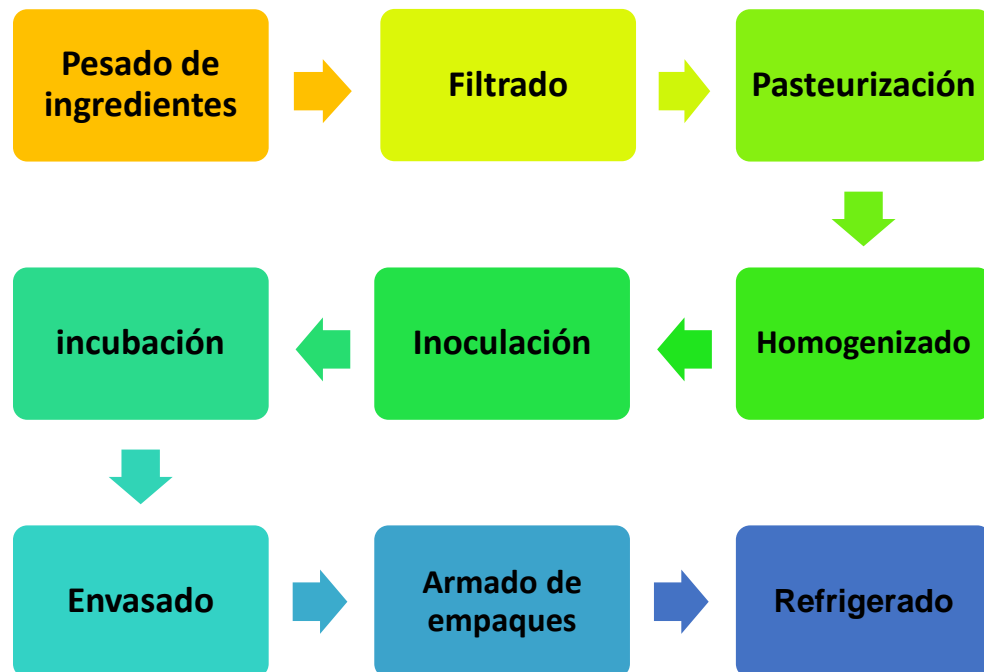 Pesado de
ingredientes
Filtrado
Pasteurización
Homogenizado
Inoculación
incubación
Envasado
Armado de
empaques
Refrigerado